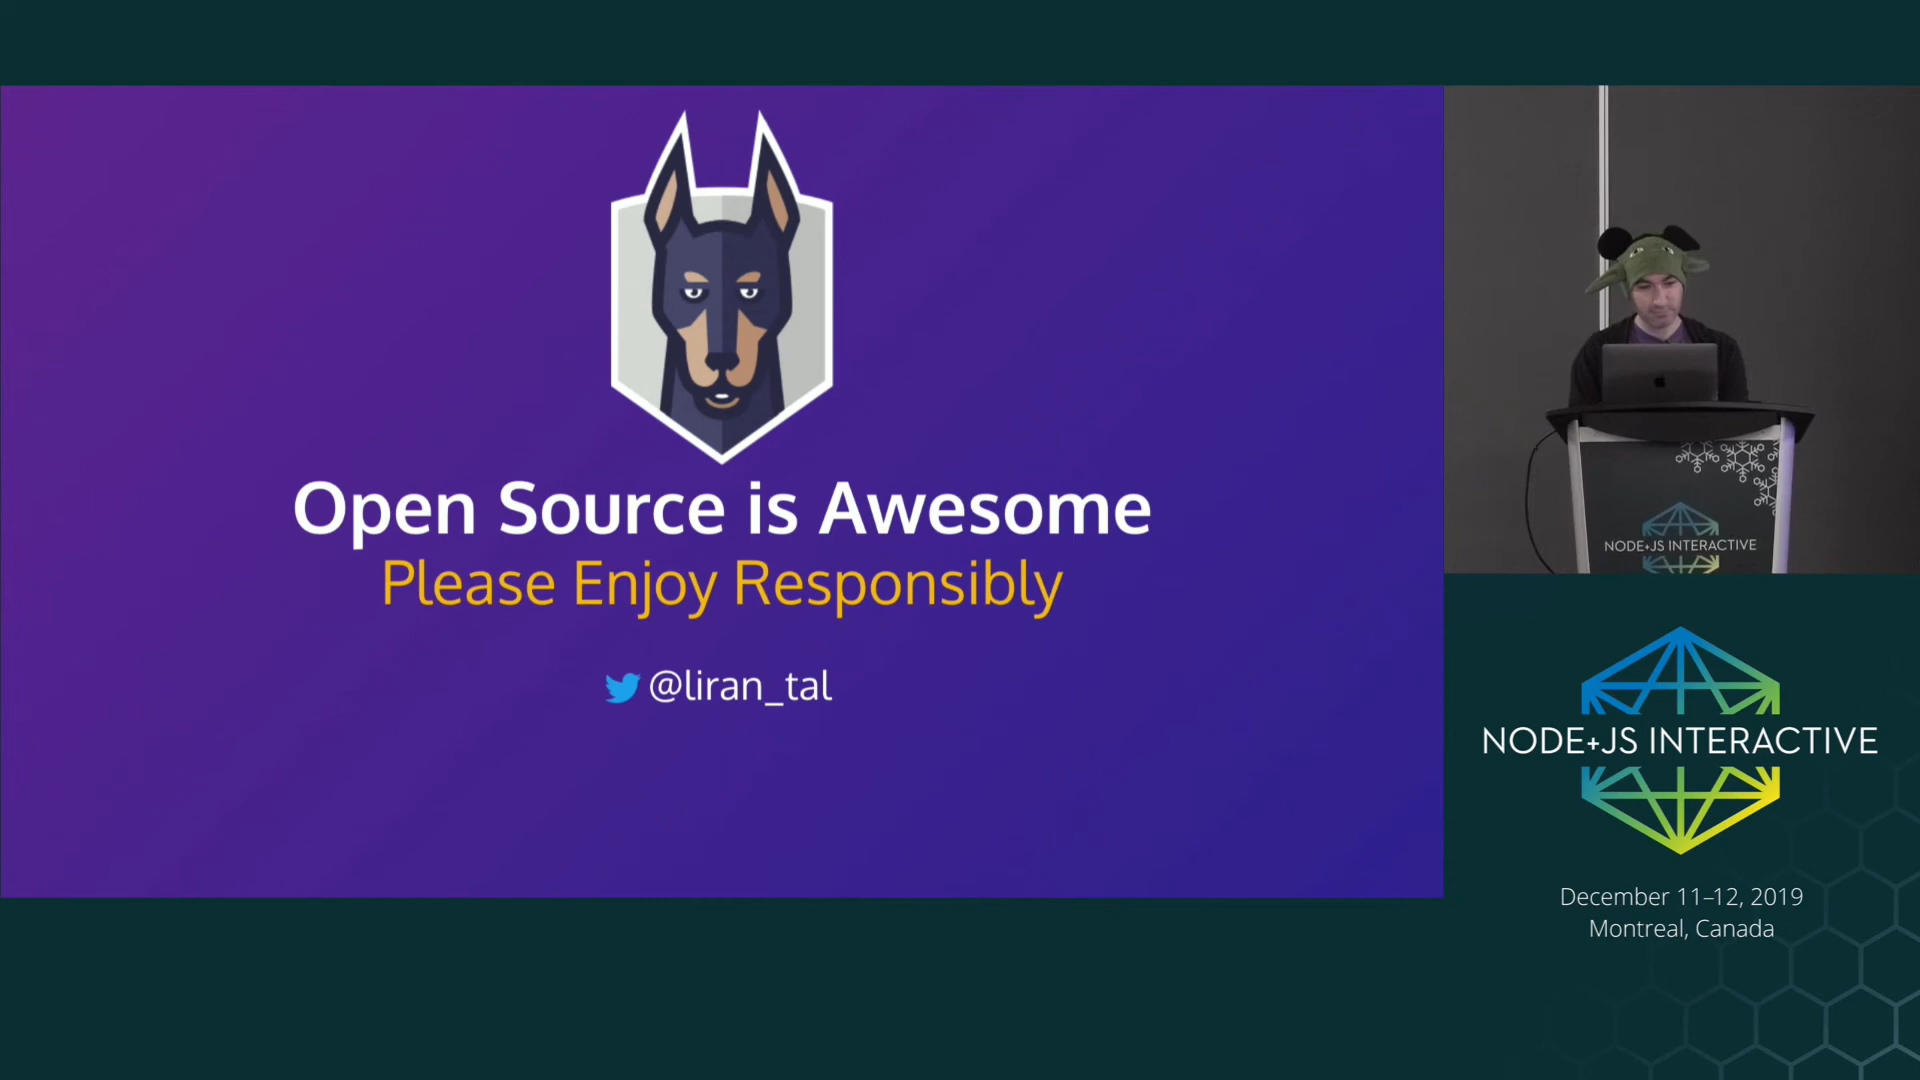 Open Source is Awesome
Please Enjoy Responsibly
@liran_tal
NODE+JS INTERACTIVE
NODE+JS INTERACTIVE
December 11–12, 2019
Montreal, Canada